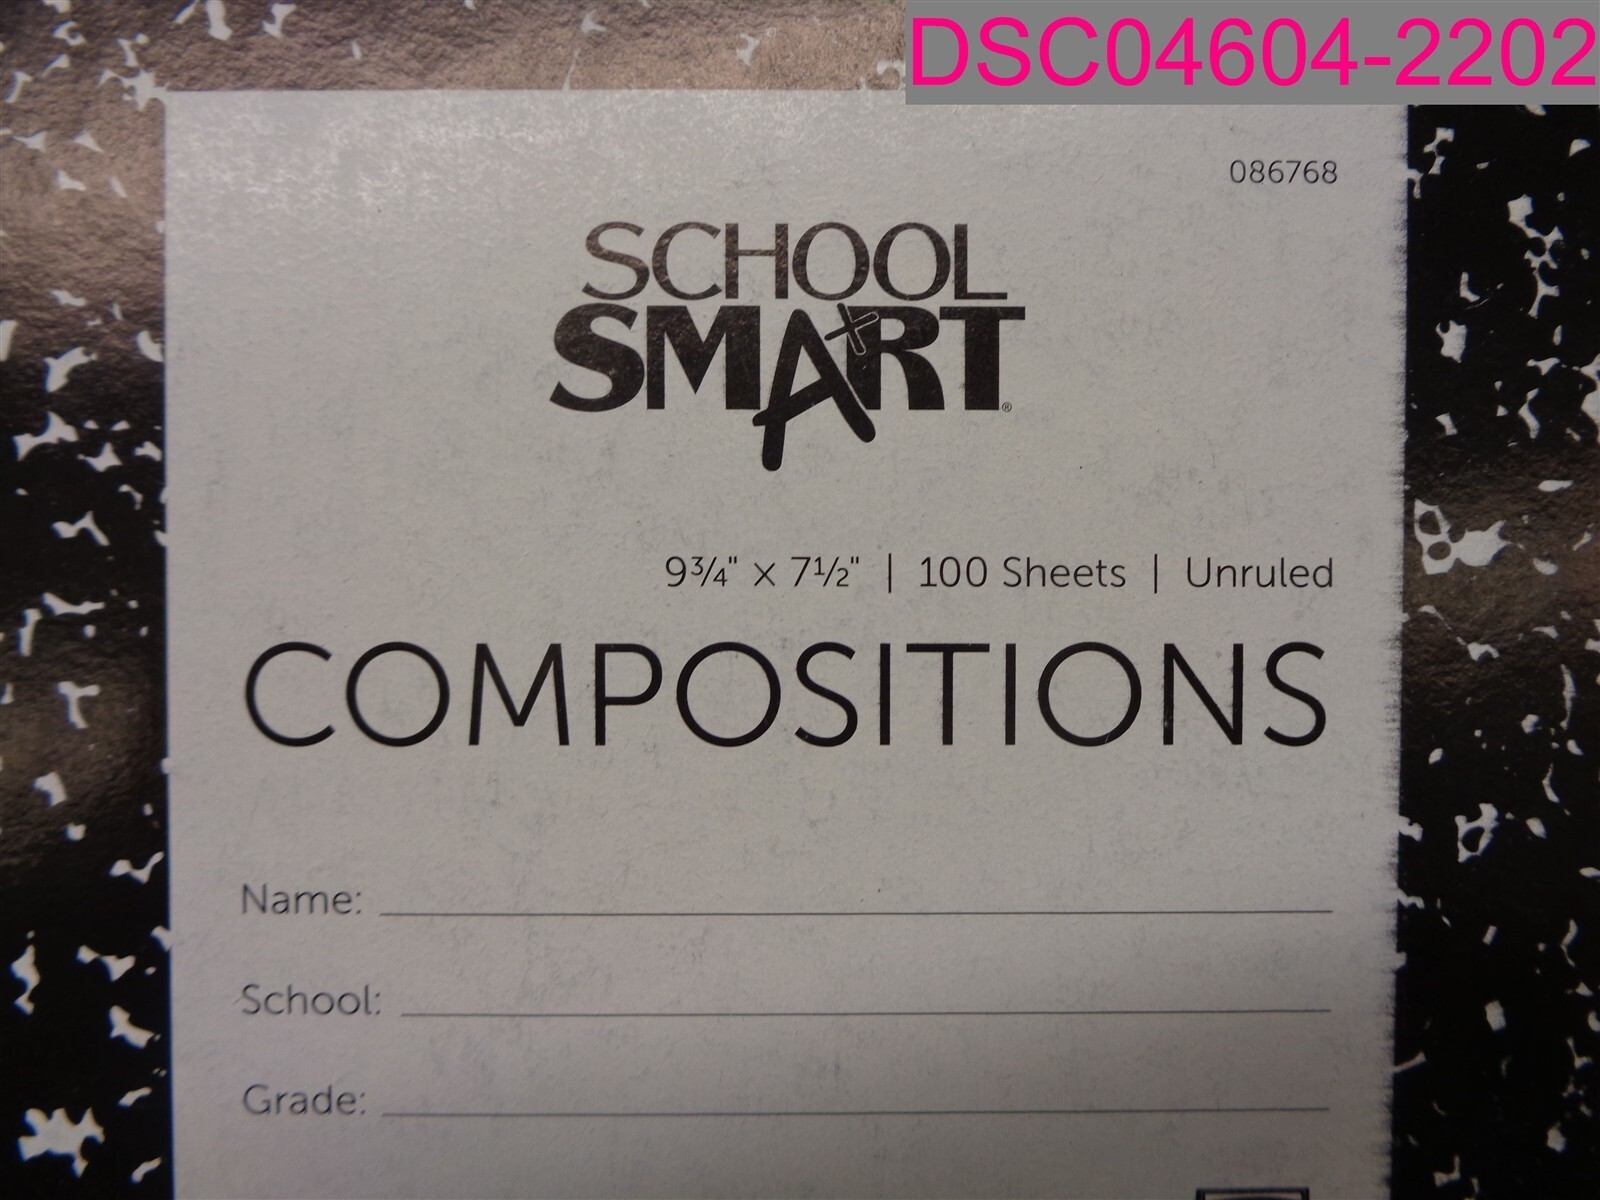 DSC04604-2202
086768
SCHOOL
SMART®
9¾" x 7½" | 100 Sheets | Unruled
COMPOSITIONS
Name:
School:
Grade: